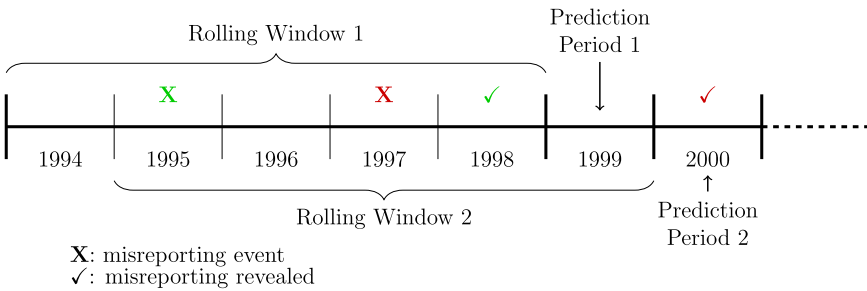 Prediction
Period 1
Rolling Window 1
X X ✓ ✓
1994 1995 1996 1997 1998 1999 2000
Rolling Window 2
Prediction
Period 2
X: misreporting event
✓: misreporting revealed